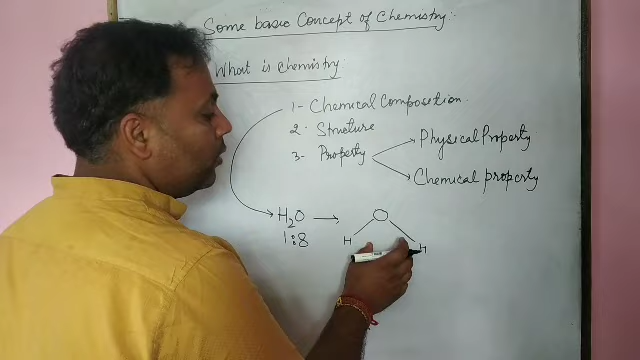 Some basic Concept of Chemistry:-
What is Chemistry
1- Chemical Composition
2- Structure
3- Property
Physical Property
Chemical property
H2O → O
1:8
H H